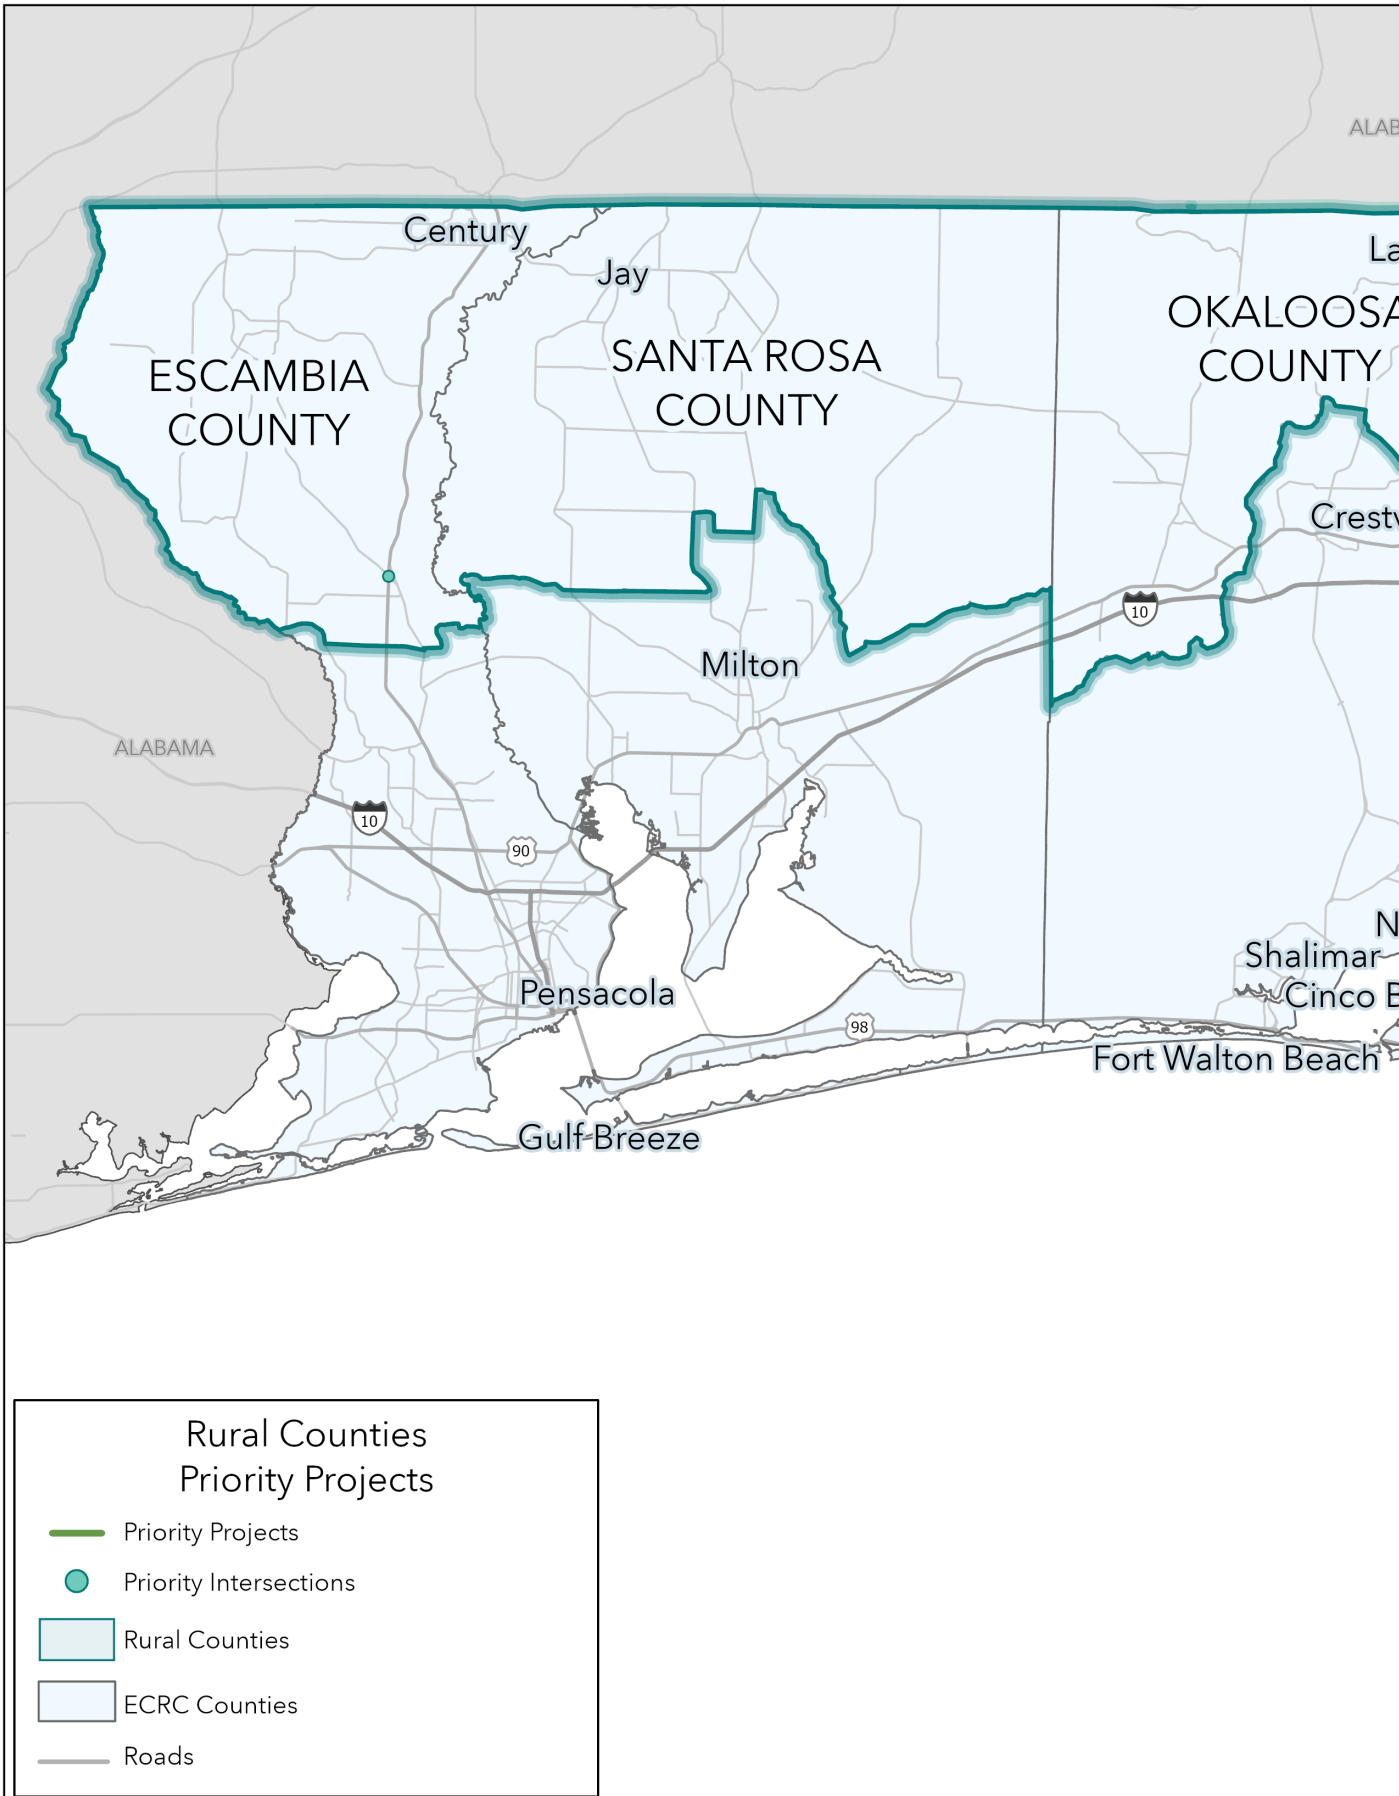 ALAB
Century
La
Jay
OKALOOSA
COUNTY
SANTA ROSA
COUNTY
ESCAMBIA
COUNTY
Crestv
10
Milton
ALABAMA
10
90
N
Shalimar
Pensacola
Cinco B
98
Fort Walton Beach
Gulf Breeze
Rural Counties
Priority Projects
Priority Projects
Priority Intersections
Rural Counties
ECRC Counties
Roads